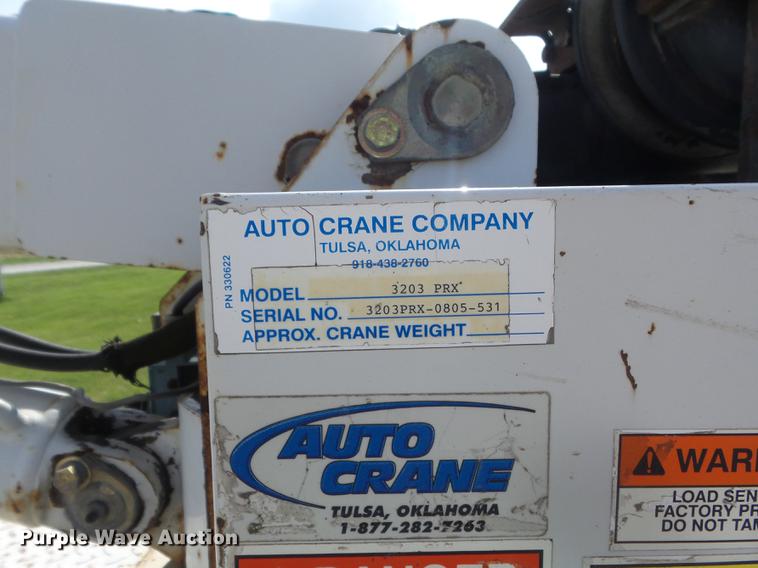 AUTO CRANE COMPANY
TULSA, OKLAHOMA
918-438-2760
PN 330622
MODEL 3203 PRX
SERIAL NO. 3203PRX-0805-531
APPROX. CRANE WEIGHT
AUTO
CRANE
TULSA, OKLAHOMA
1-877-282-7263
WAR
LOAD SEN
FACTORY PR
DO NOT TAM
DANGER
Purple Wave Auction